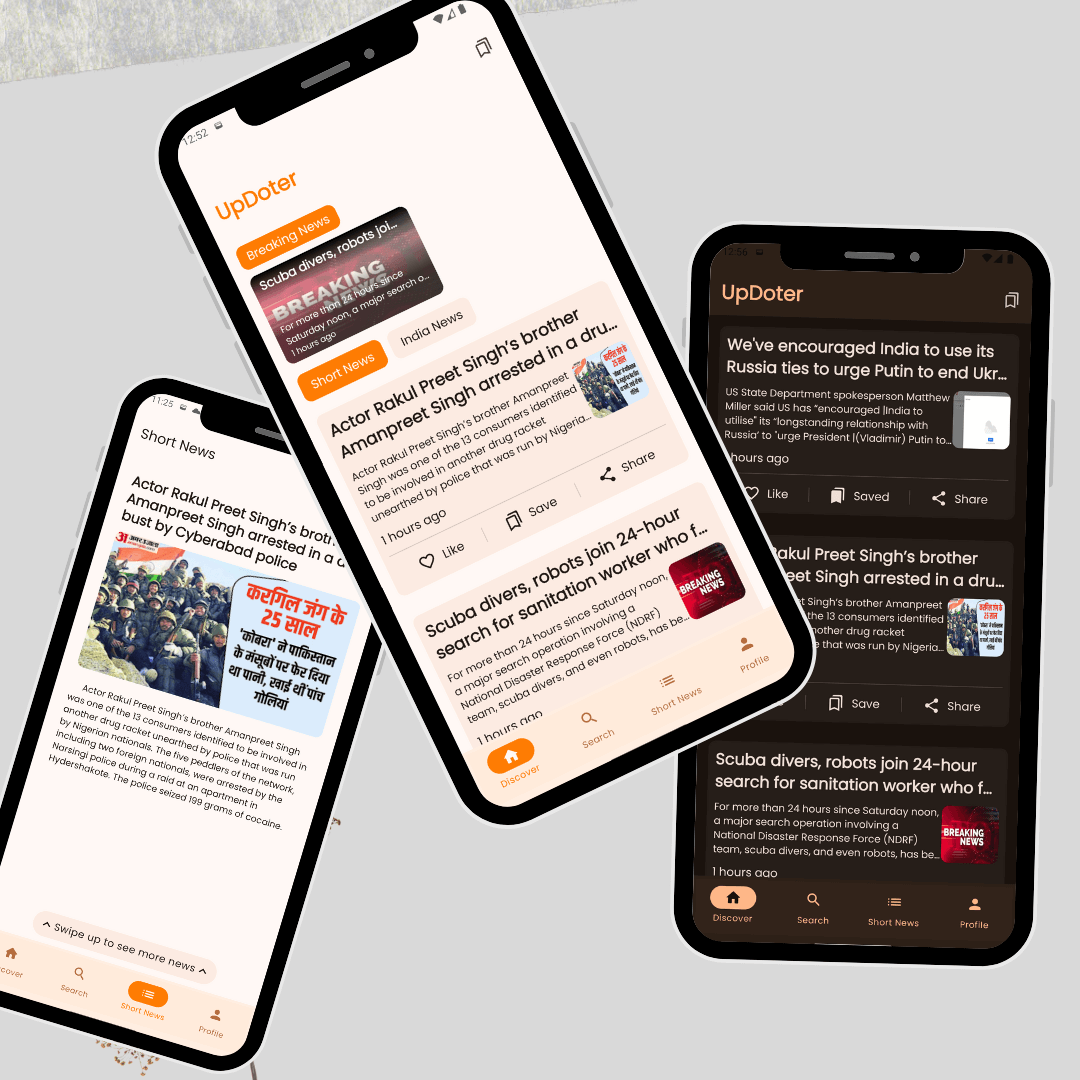 12:52
UpDoter
Breaking News
Scuba divers, robots joi...
BREAKING
NEWS
For more than 24 hours since
Saturday noon, a major search o...
1 hours ago
Short News
India News
Actor Rakul Preet Singh's brother
Amanpreet Singh arrested in a dru...
Actor Rakul Preet Singh's brother Amanpreet
Singh was one of the 13 consumers identified
to be involved in another drug racket
unearthed by police that was run by Nigeria...
करगिल जंग के
25 साल
1 hours ago
Like
Save
Share
Scuba divers, robots join 24-hour
search for sanitation worker who f...
For more than 24 hours since Saturday noon,
a major search operation involving a
National Disaster Response Force (NDRF)
team, scuba divers, and even robots, has be...
BREAKING
NEWS
1 hours ago
Discover
Search
Short News
Profile
11:25
Short News
Actor Rakul Preet Singh's brot
Amanpreet Singh arrested in a d
bust by Cyberabad police
करगिल जंग के
25 साल
'कोबरा' ने पाकिस्तान
के मंसूबों पर फेर दिया
था पानी, खाई थीं पांच
गोलियां
Actor Rakul Preet Singh's brother Amanpreet Singh
was one of the 13 consumers identified to be involved in
another drug racket unearthed by police that was run
by Nigerian nationals. The five peddlers of the network,
including two foreign nationals, were arrested by the
Narsingi police during a raid at an apartment in
Hydershakote. The police seized 199 grams of cocaine.
Swipe up to see more news
cover
Search
Short News
Profile
12:56
UpDoter
We've encouraged India to use its
Russia ties to urge Putin to end Ukr...
US State Department spokesperson Matthew
Miller said US has "encouraged |India to
utilise" its "longstanding relationship with
Russia' to "urge President |(Vladimir) Putin to...
hours ago
Like
Saved
Share
akul Preet Singh's brother
eet Singh arrested in a dru...
t Singh's brother Amanpreet
the 13 consumers identified
nother drug racket
e that was run by Nigeria...
करगिल जंग के
25 साल
Save
Share
Scuba divers, robots join 24-hour
search for sanitation worker who f...
For more than 24 hours since Saturday noon,
a major search operation involving a
National Disaster Response Force (NDRF)
team, scuba divers, and even robots, has be...
BREAKING
NEWS
1 hours ago
Discover
Search
Short News
Profile